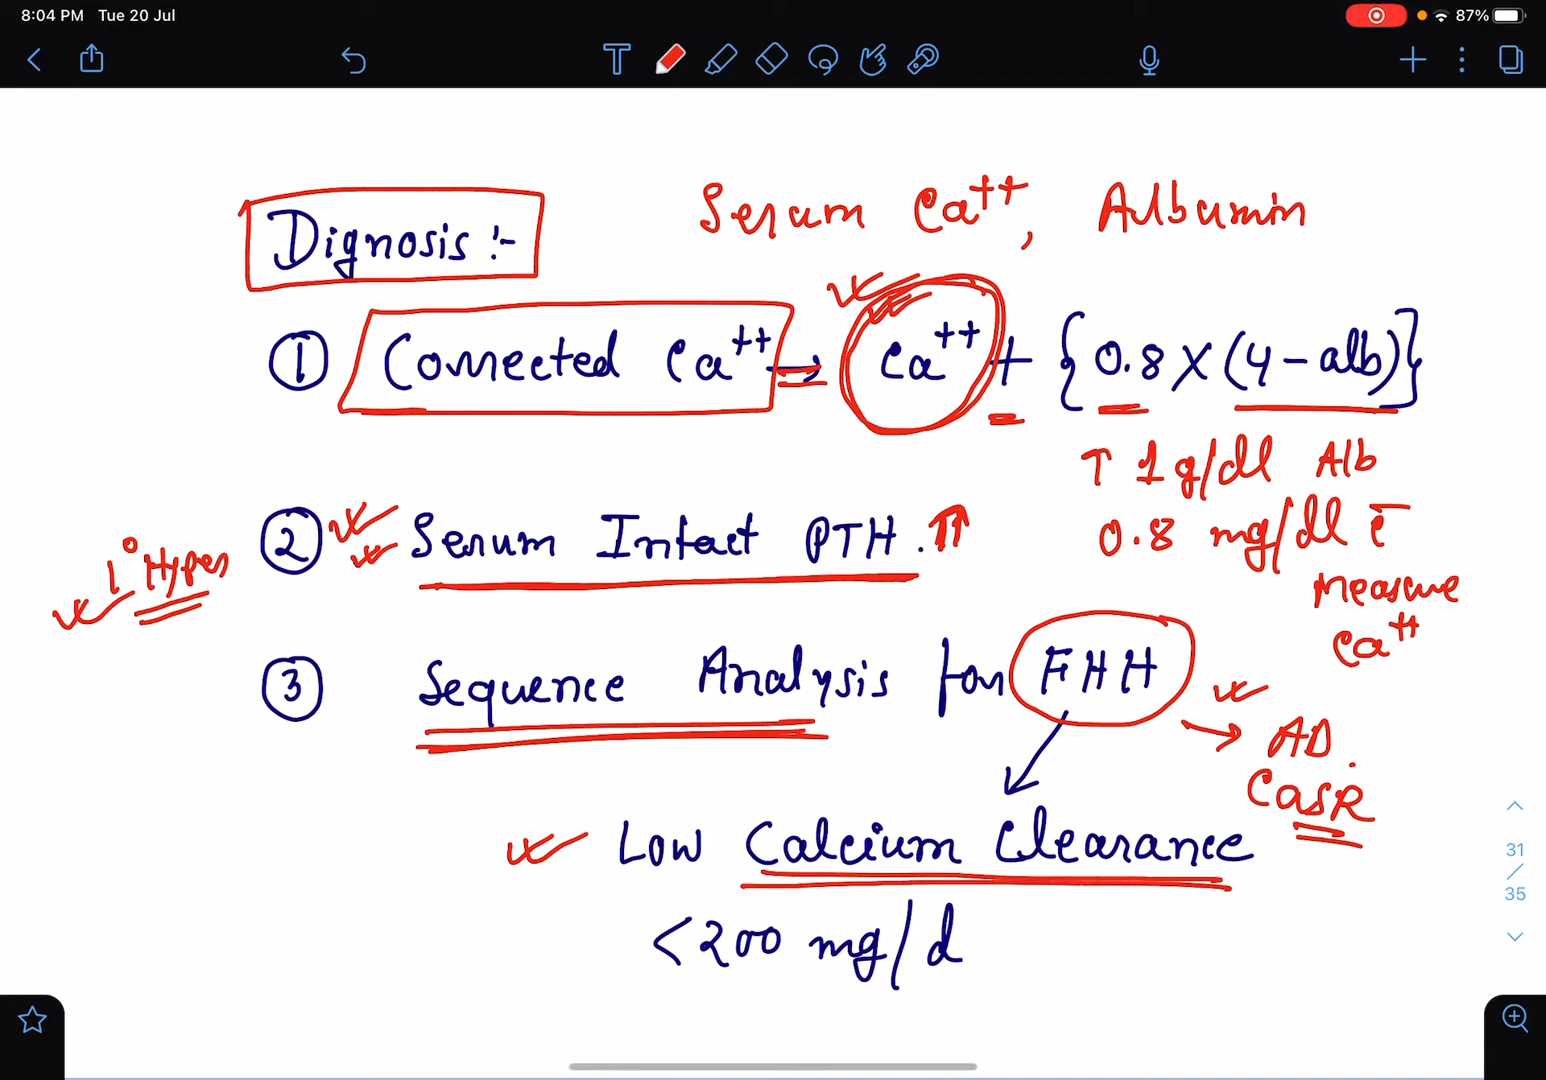 8:04 PM Tue 20 Jul 87%
T
Dignosis :-
Serum Ca++, Albumin
① Corrected Ca++ → Ca++ + {0.8 X (4 - alb)}
↑ 1 g/dl Alb
0.8 mg/dl c̄
Measure
Ca++
② Serum Intact PTH. ⇑
1° Hyper
③ Sequence Analysis for FHH
→ AD.
CaSR
Low Calcium Clearance
<200 mg/d
31
/
35